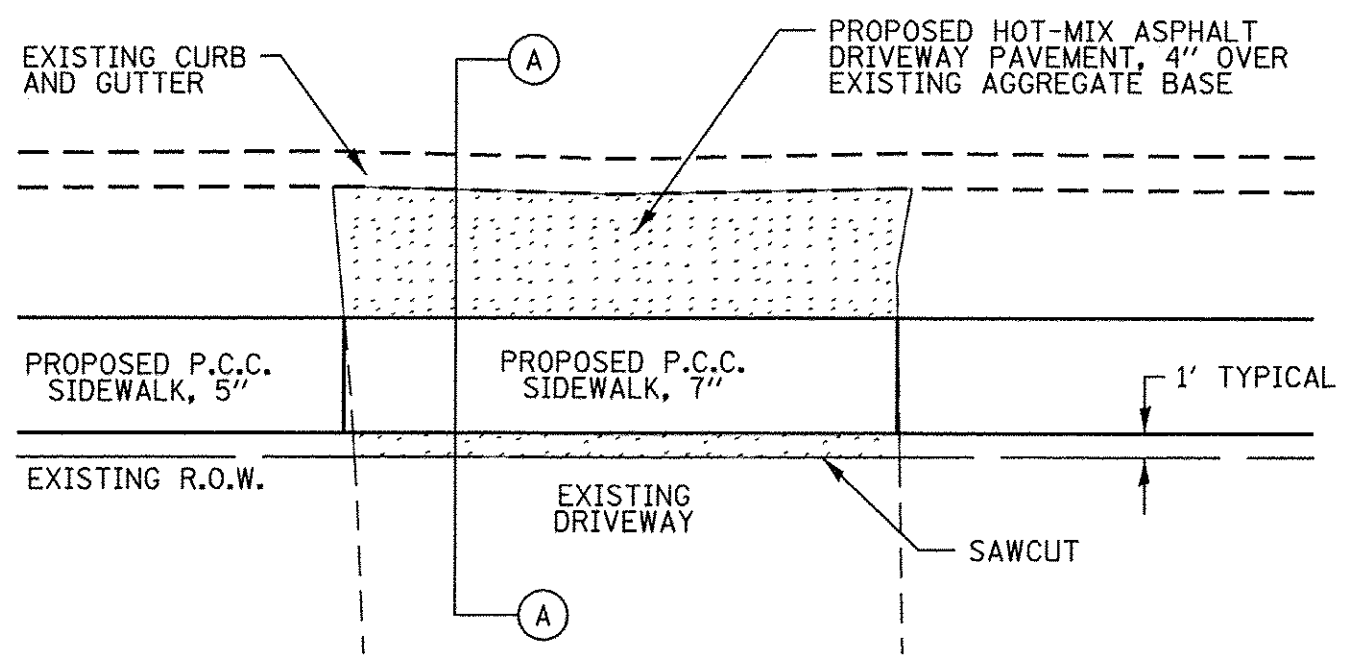 EXISTING CURB
AND GUTTER
A
PROPOSED HOT-MIX ASPHALT
DRIVEWAY PAVEMENT, 4" OVER
EXISTING AGGREGATE BASE
PROPOSED P.C.C.
SIDEWALK, 5"
PROPOSED P.C.C.
SIDEWALK, 7"
1' TYPICAL
EXISTING R.O.W.
EXISTING
DRIVEWAY
SAWCUT
A